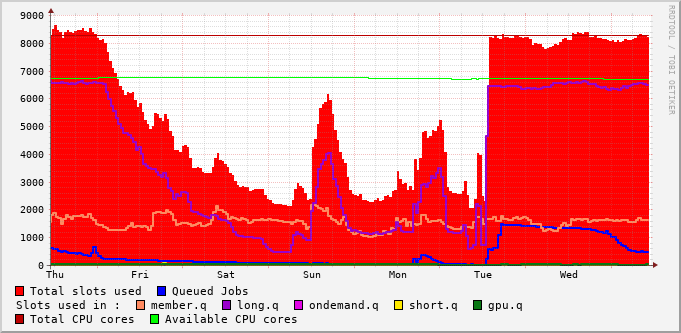 9000
8000
7000
6000
5000
4000
3000
2000
1000
0
Thu Fri Sat Sun Mon Tue Wed
RRDTOOL / TOBI OETIKER
Total slots used Queued Jobs
Slots used in : member.q long.q ondemand.q short.q gpu.q
Total CPU cores Available CPU cores